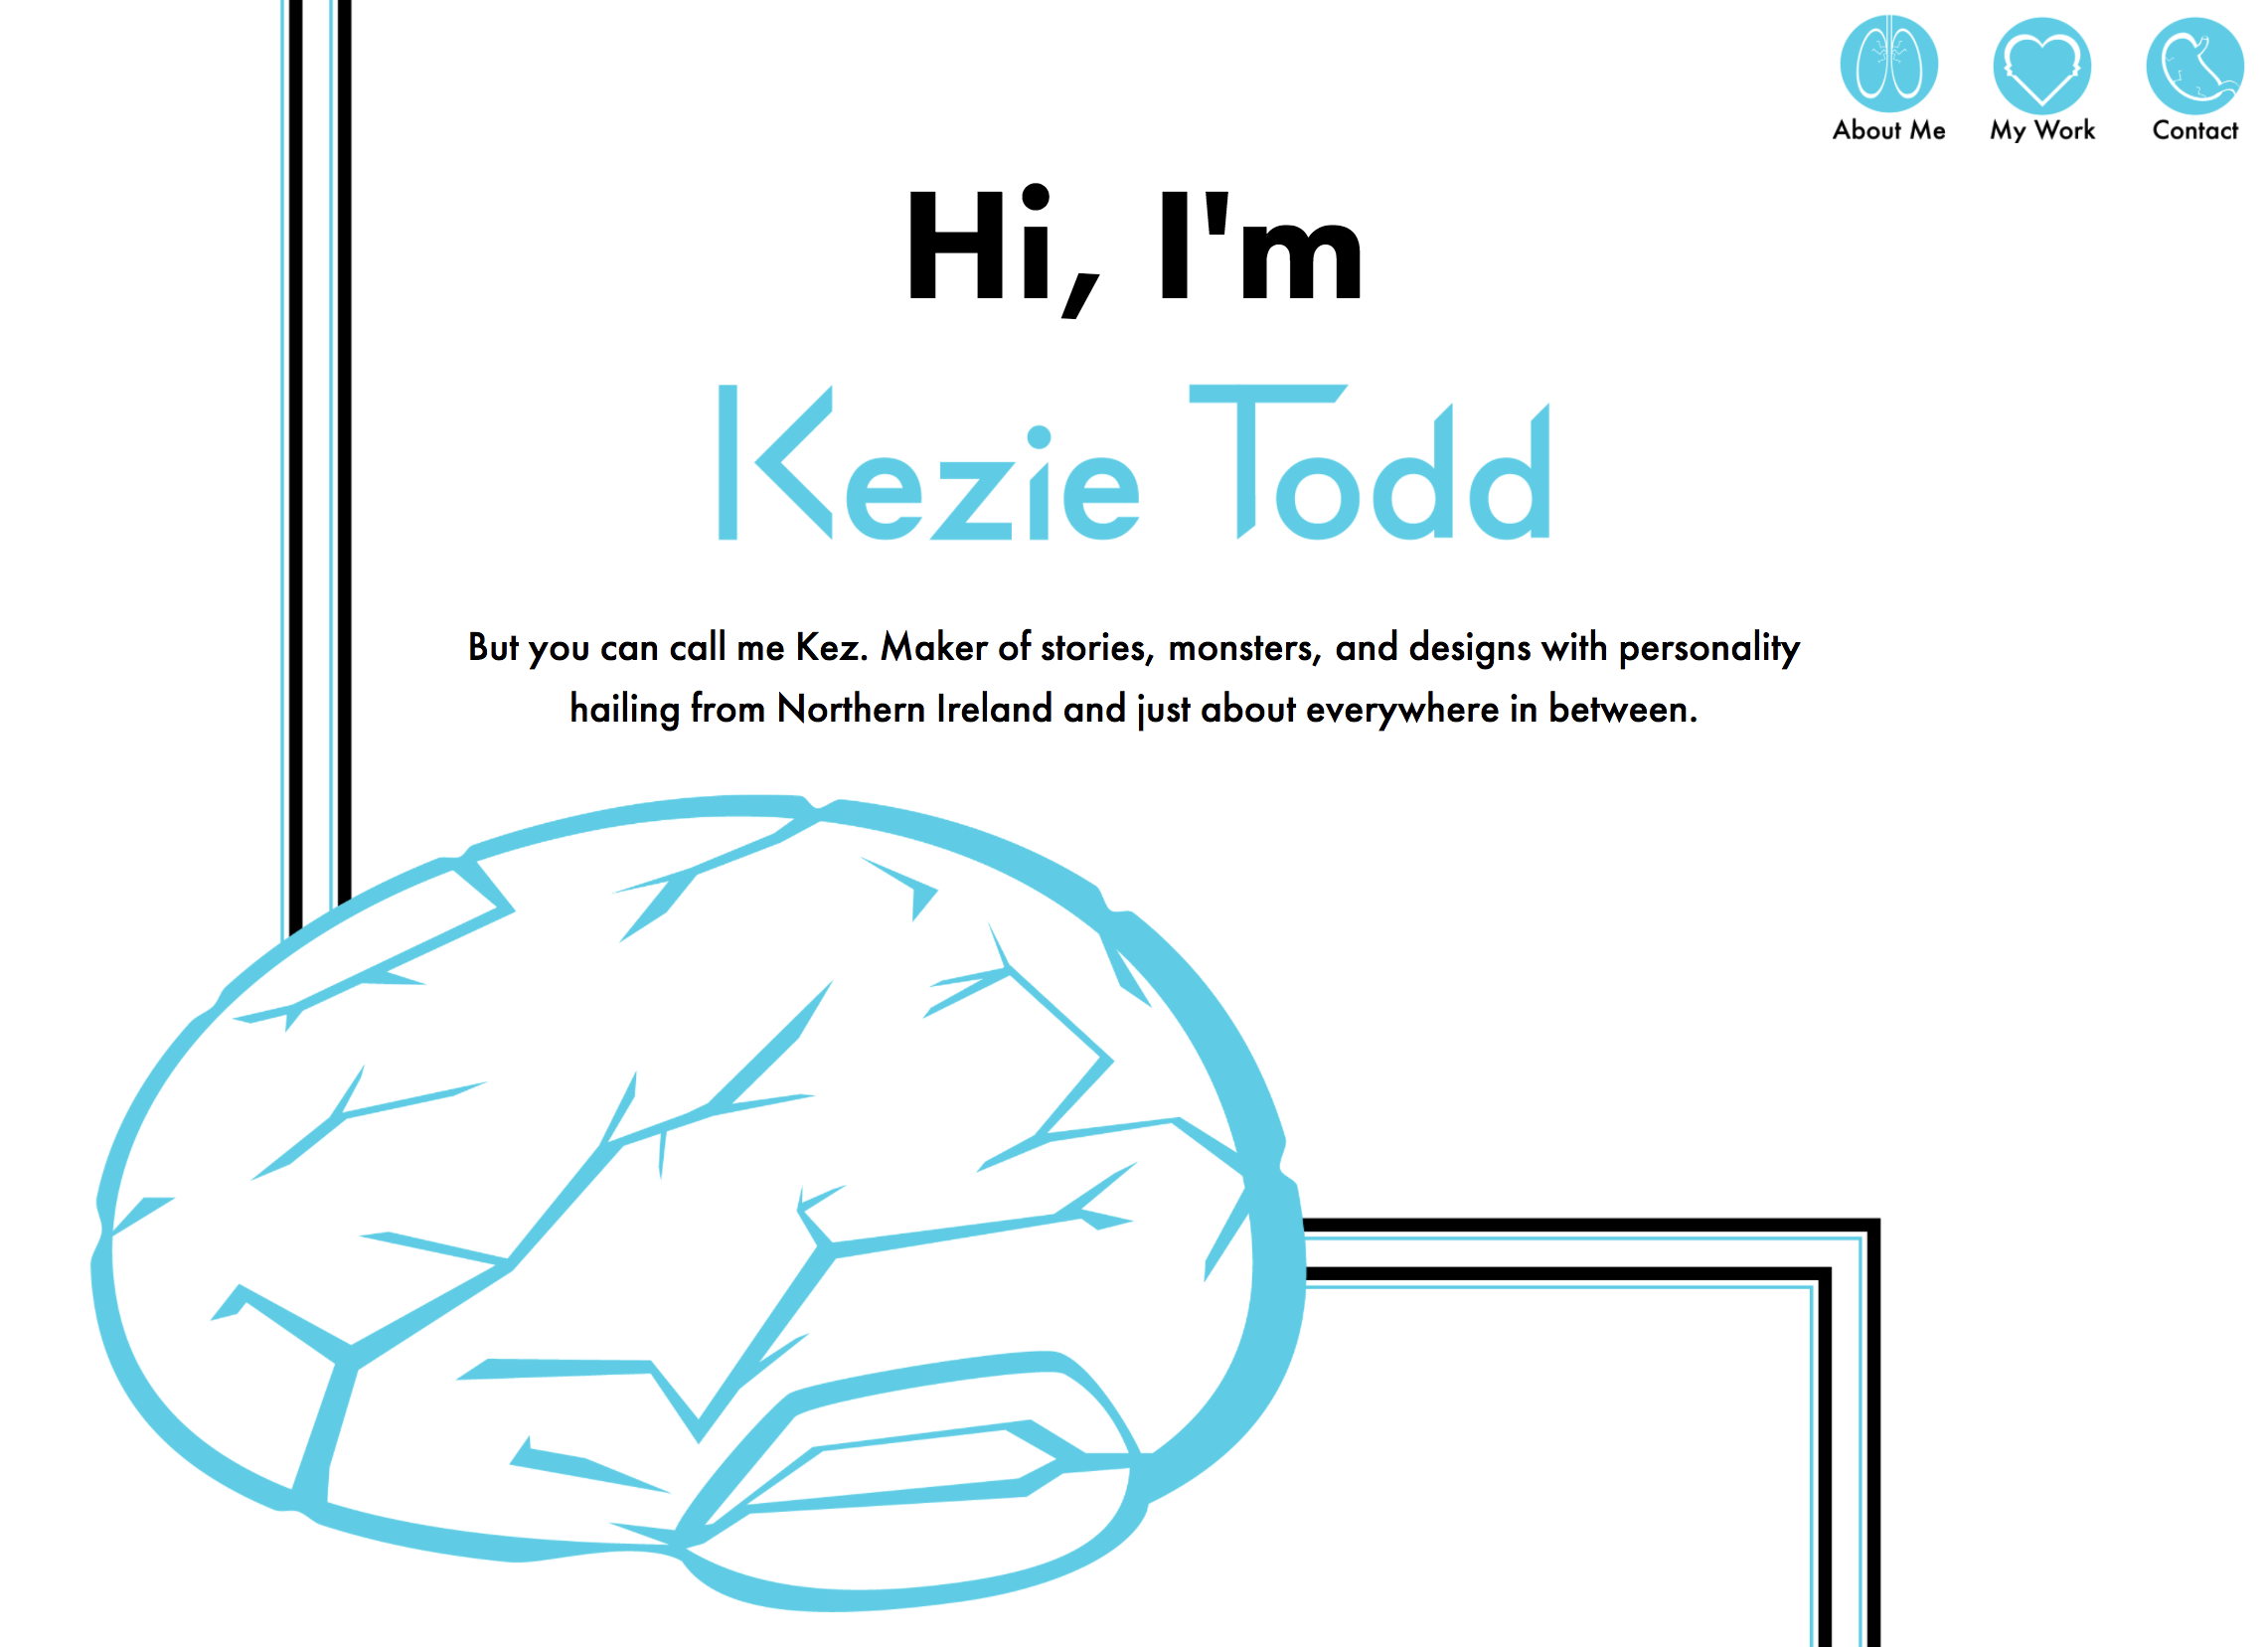 About Me
My Work
Contact
Hi, I'm
Kezie Todd
But you can call me Kez. Maker of stories, monsters, and designs with personality
hailing from Northern Ireland and just about everywhere in between.